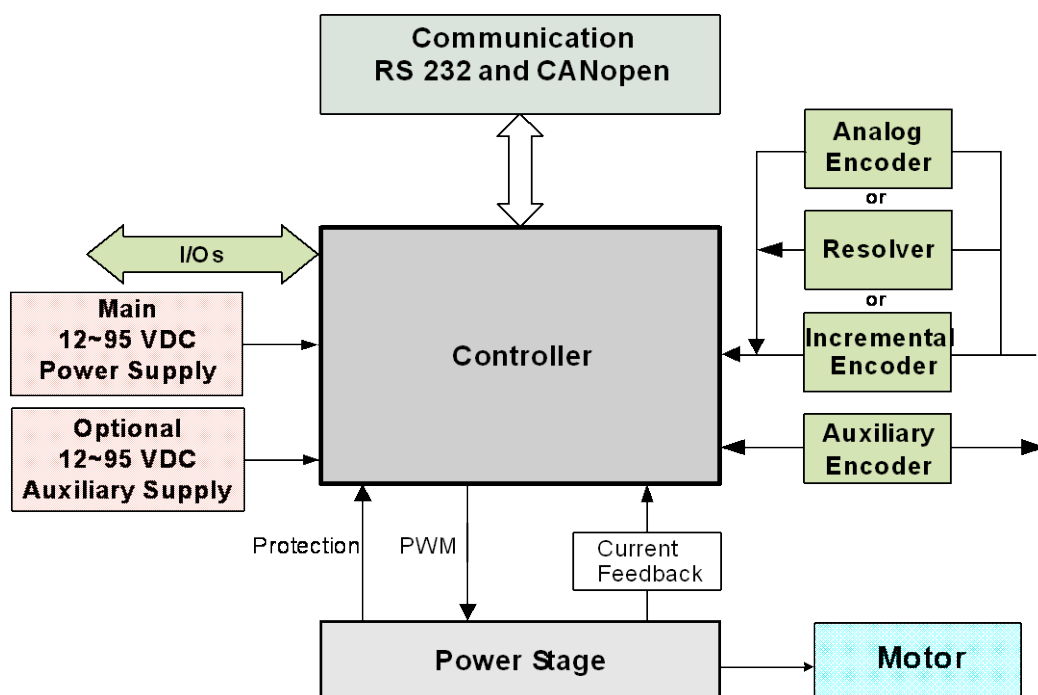 Communication
RS 232 and CANopen
Analog
Encoder
or
Resolver
or
Incremental
Encoder
Auxiliary
Encoder
I/Os
Main
12~95 VDC
Power Supply
Optional
12~95 VDC
Auxiliary Supply
Controller
Protection
PWM
Current
Feedback
Power Stage
Motor